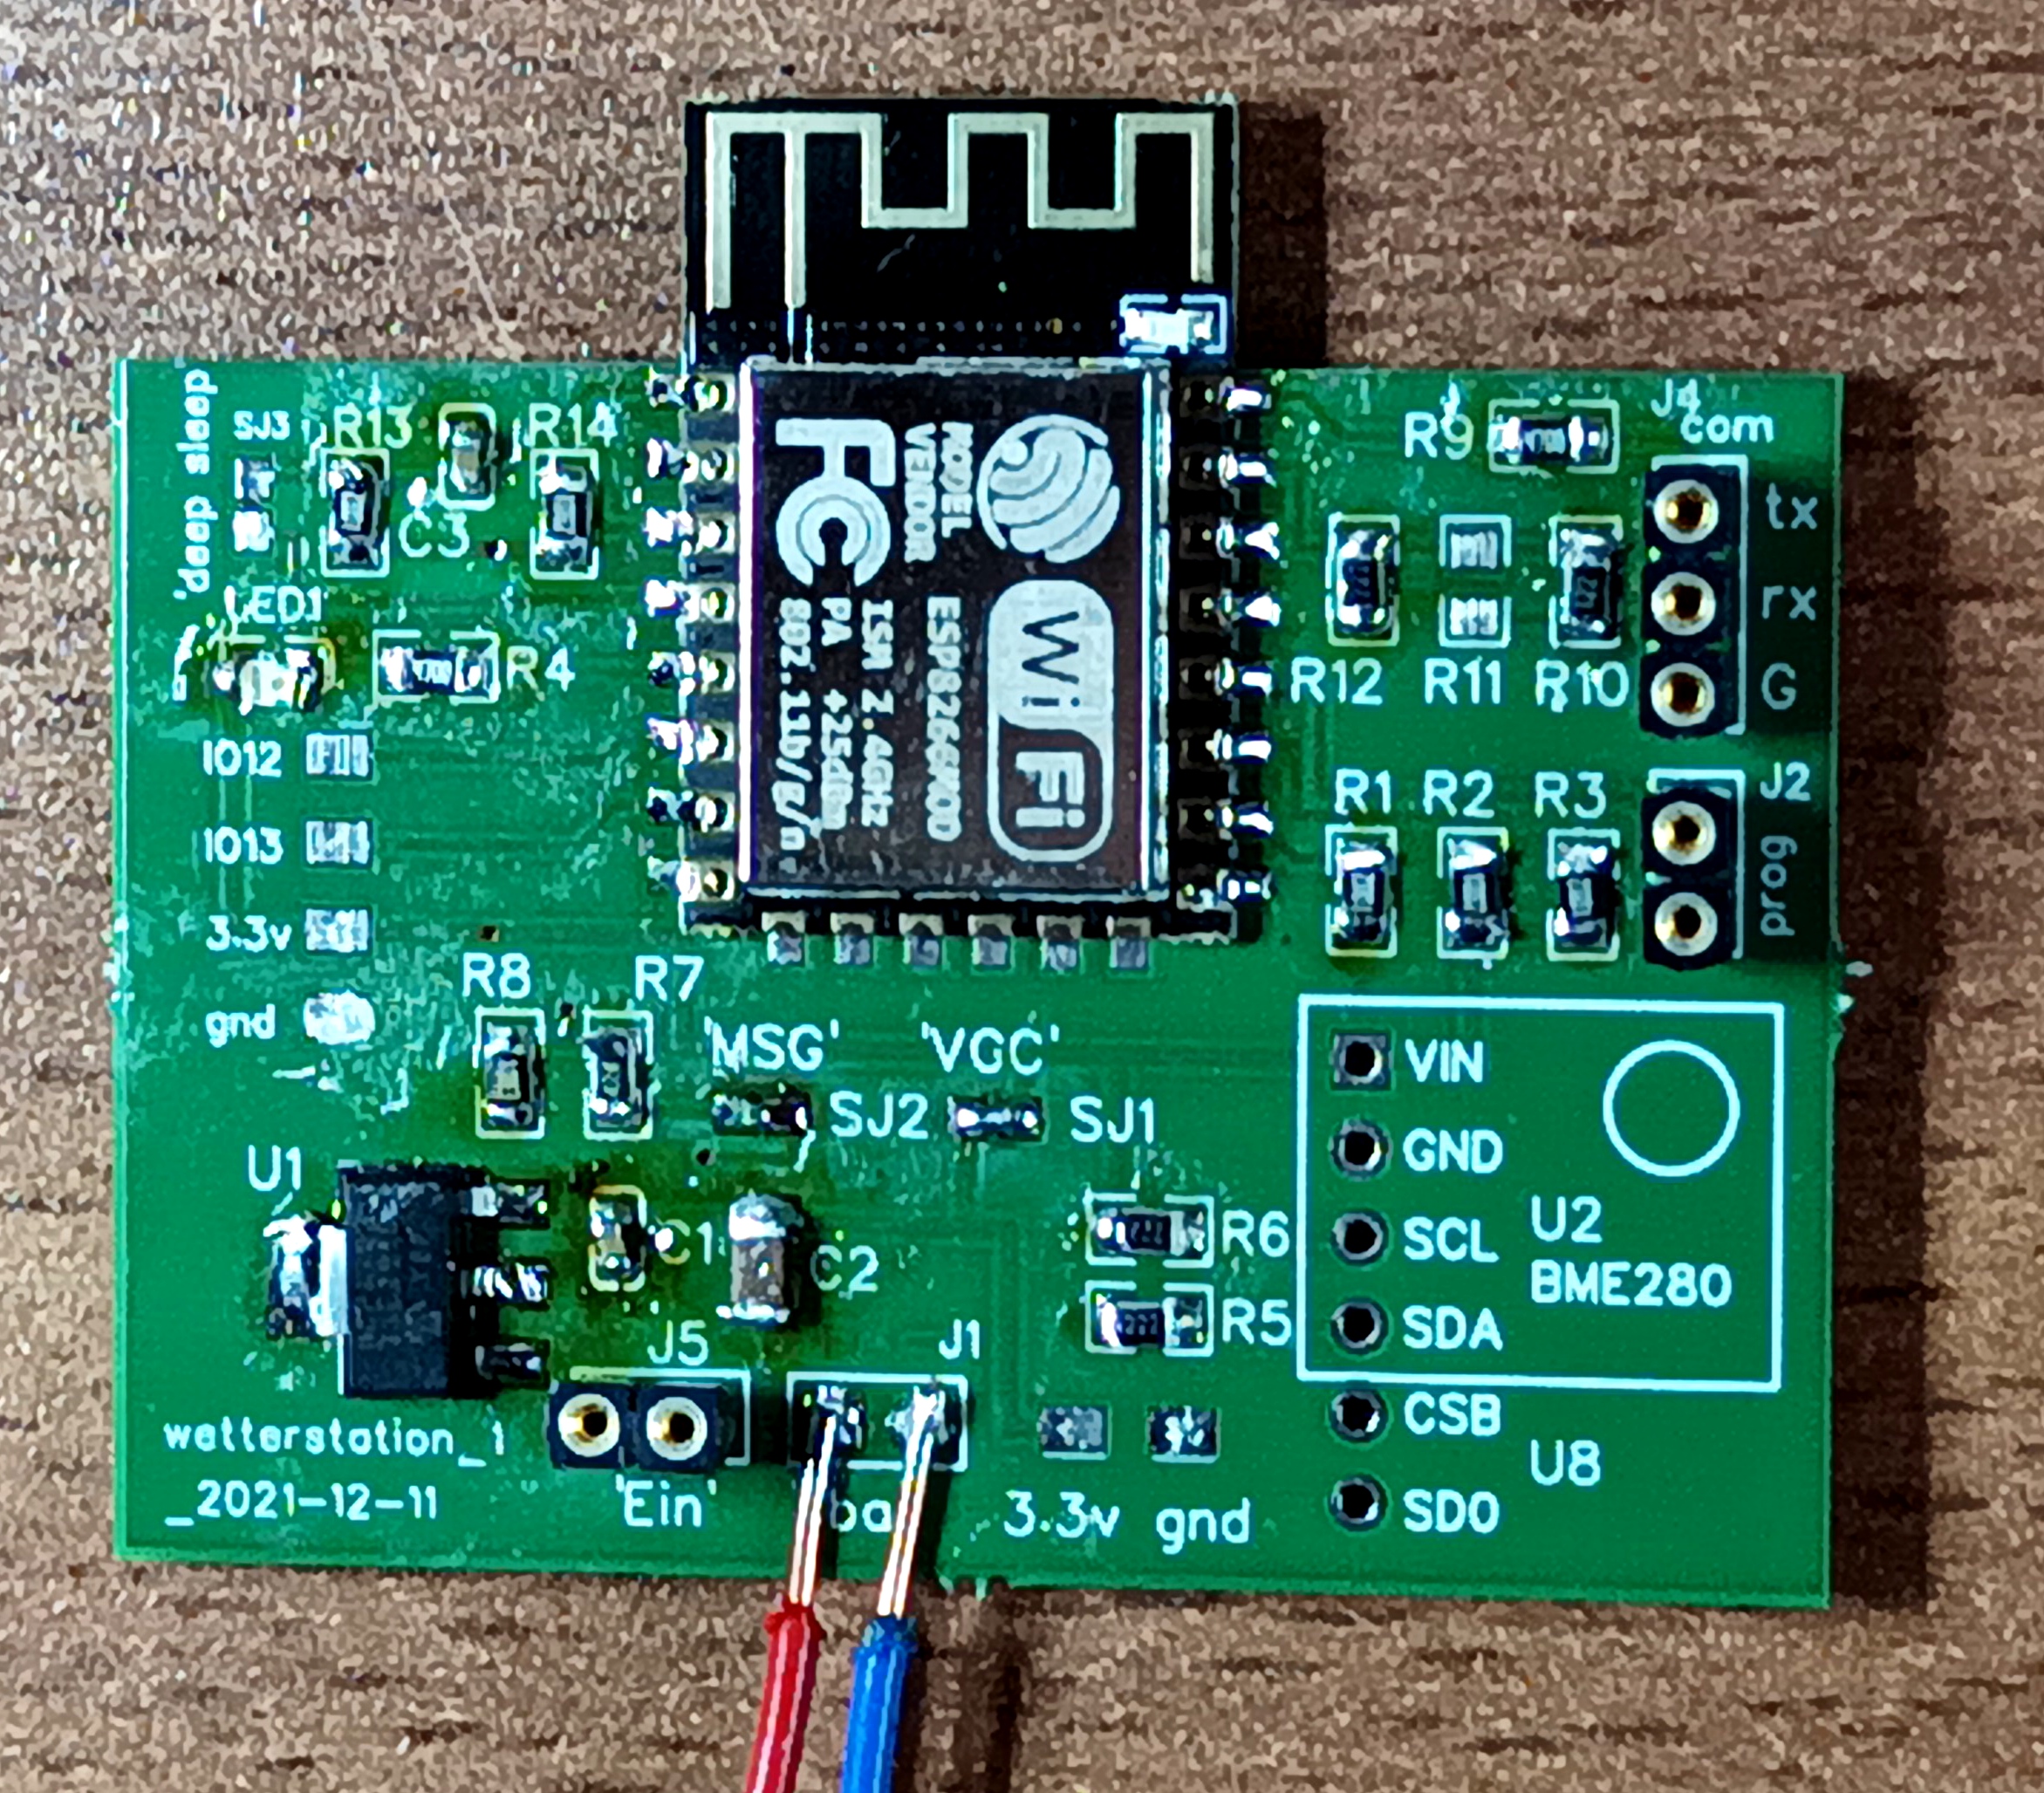 'deep sleep'
SJ3
R13
C3
R14
LED1
R4
IO12
IO13
3.3v
gnd
MODEL
VENDOR
ESP8266MOD
ISM 2.4GHz
PA +25dBm
802.11b/g/n
FC
Wi Fi
R9
J4
com
tx
rx
G
R12
R11
R10
R1
R2
R3
J2
prog
R8
R7
'MSG'
'VGC'
SJ2
SJ1
U1
C1
C2
R6
R5
J5
J1
VIN
GND
SCL
SDA
U2
BME280
CSB
SDO
U8
wetterstation_1
_2021-12-11
'Ein'
3.3v
gnd